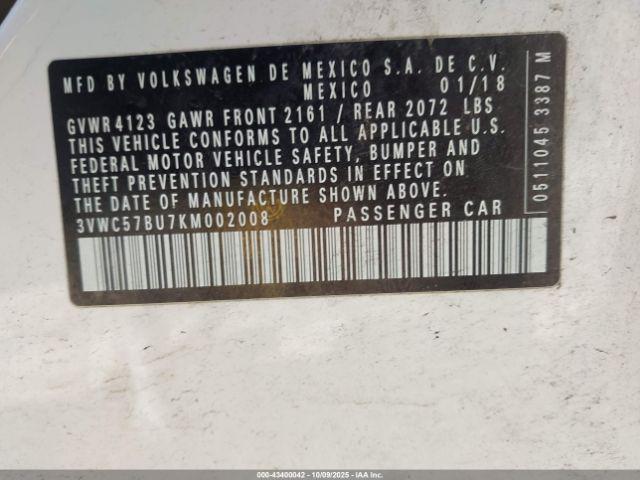 MFD BY VOLKSWAGEN DE MEXICO S.A. DE C.V.
MEXICO 01/18
GVWR 4123 GAWR FRONT 2161 / REAR 2072 LBS
THIS VEHICLE CONFORMS TO ALL APPLICABLE U.S.
FEDERAL MOTOR VEHICLE SAFETY, BUMPER AND
THEFT PREVENTION STANDARDS IN EFFECT ON
THE DATE OF MANUFACTURE SHOWN ABOVE.
3VWC57BU7KM002008 PASSENGER CAR
0511045 3387 M
000-43400042 - 10/09/2025 - IAA Inc.